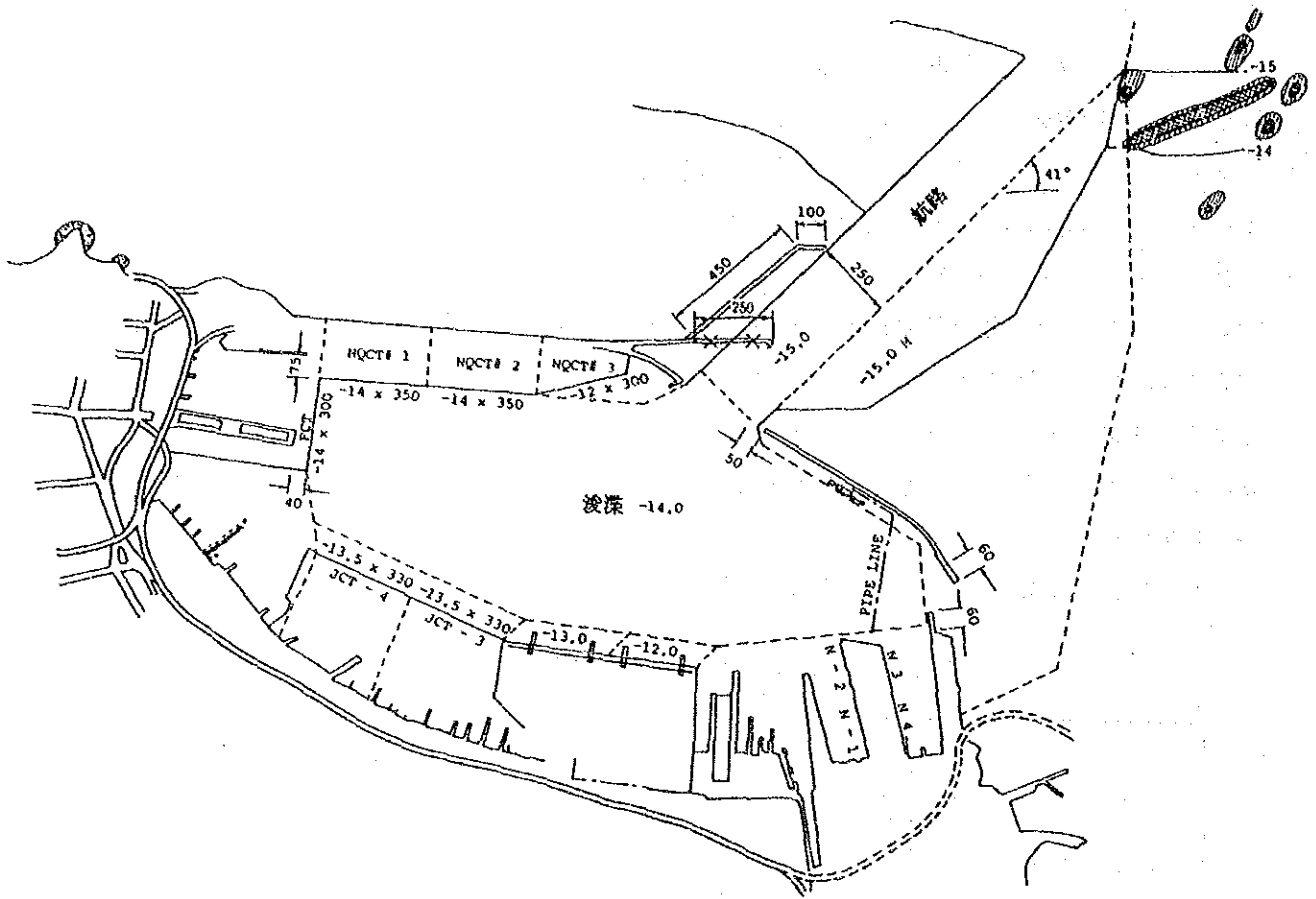 -15
-14
41°
航路
100
450
250
-250
-15.0
-15.0 M
NQCT# 1
NQCT# 2
NQCT# 3
75
-14 x 350
-14 x 350
-12 x 300
FCT
-14 x 300
40
50
浚渫 -14.0
60
60
PIPE LINE
-13.5 x 330
-13.5 x 330
JCT - 4
JCT - 3
-13.0
-12.0
N - 2
N - 1
N 3
N 4